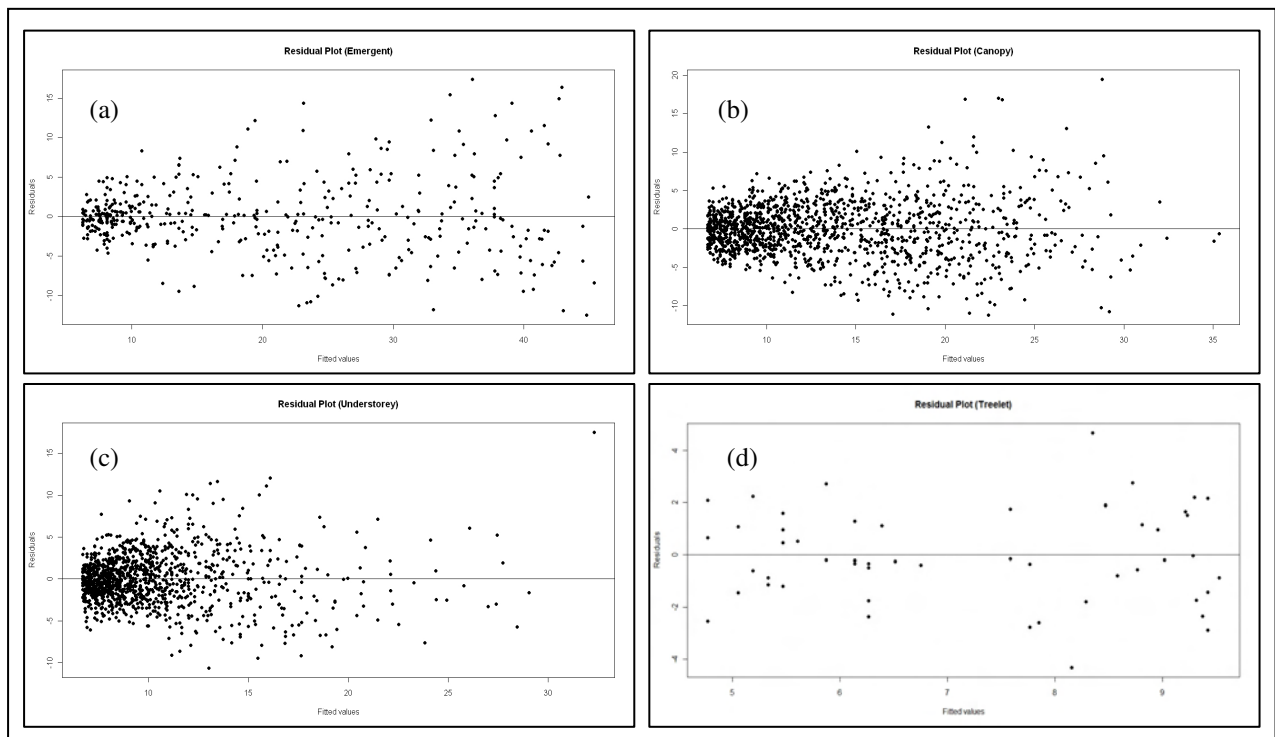 Residual Plot (Emergent)
(a)
Residuals
15
10
5
0
-5
-10
10
20
30
40
Fitted values
Residual Plot (Canopy)
(b)
Residuals
20
15
10
5
0
-5
-10
10
15
20
25
30
35
Fitted values
Residual Plot (Understorey)
(c)
Residuals
15
10
5
0
-5
-10
10
15
20
25
30
Fitted values
Residual Plot (Treelet)
(d)
Residuals
4
2
0
-2
-4
5
6
7
8
9
Fitted values